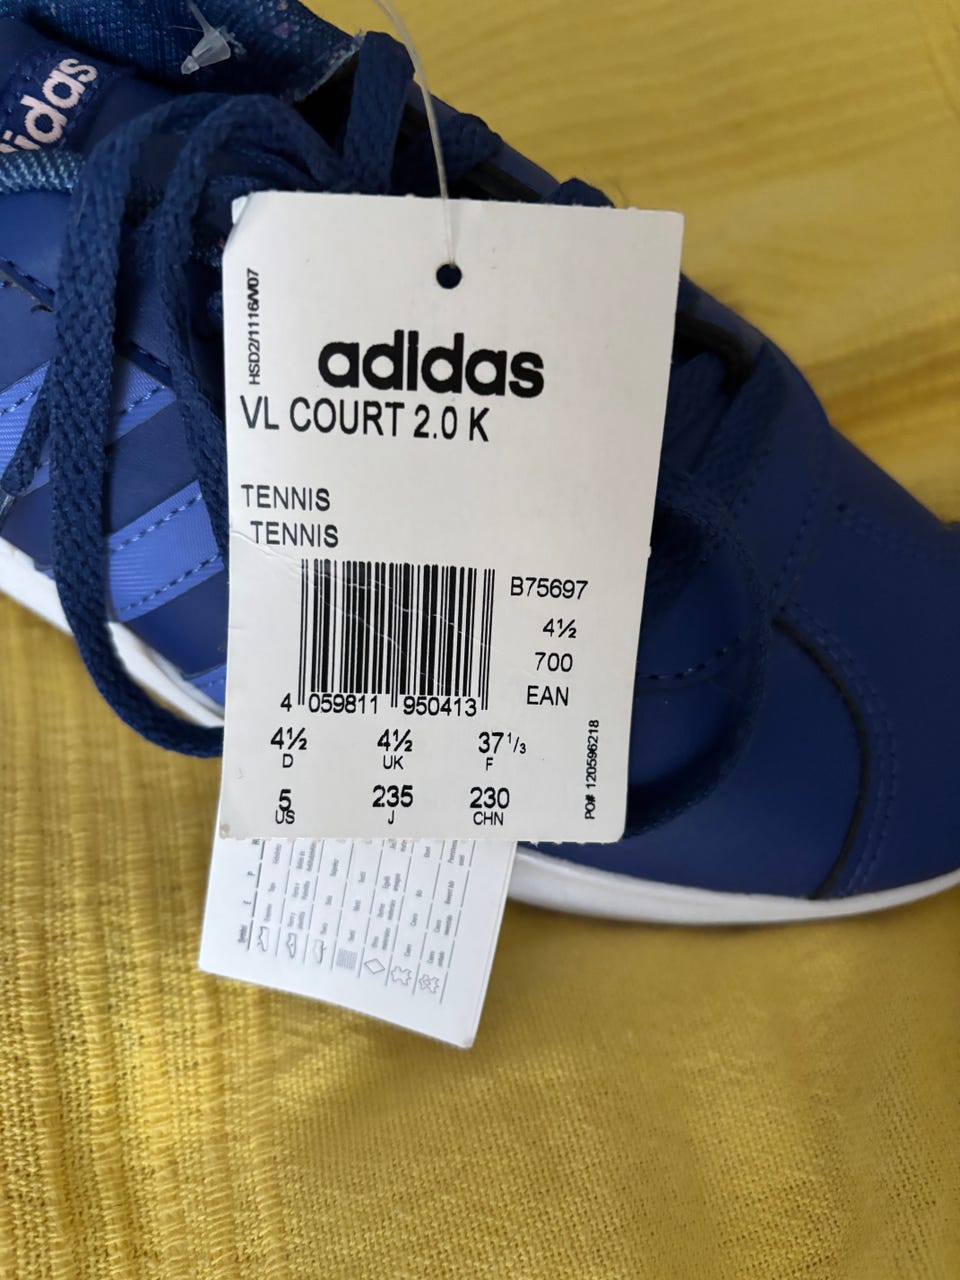 adidas
HSD2/1116/V07
adidas
VL COURT 2.0 K
TENNIS
TENNIS
B75697
4½
700
EAN
4 059811 950413
4½ 4½ 37 1/3
D UK F
5 235 230
US J CHN
PO# 120596218